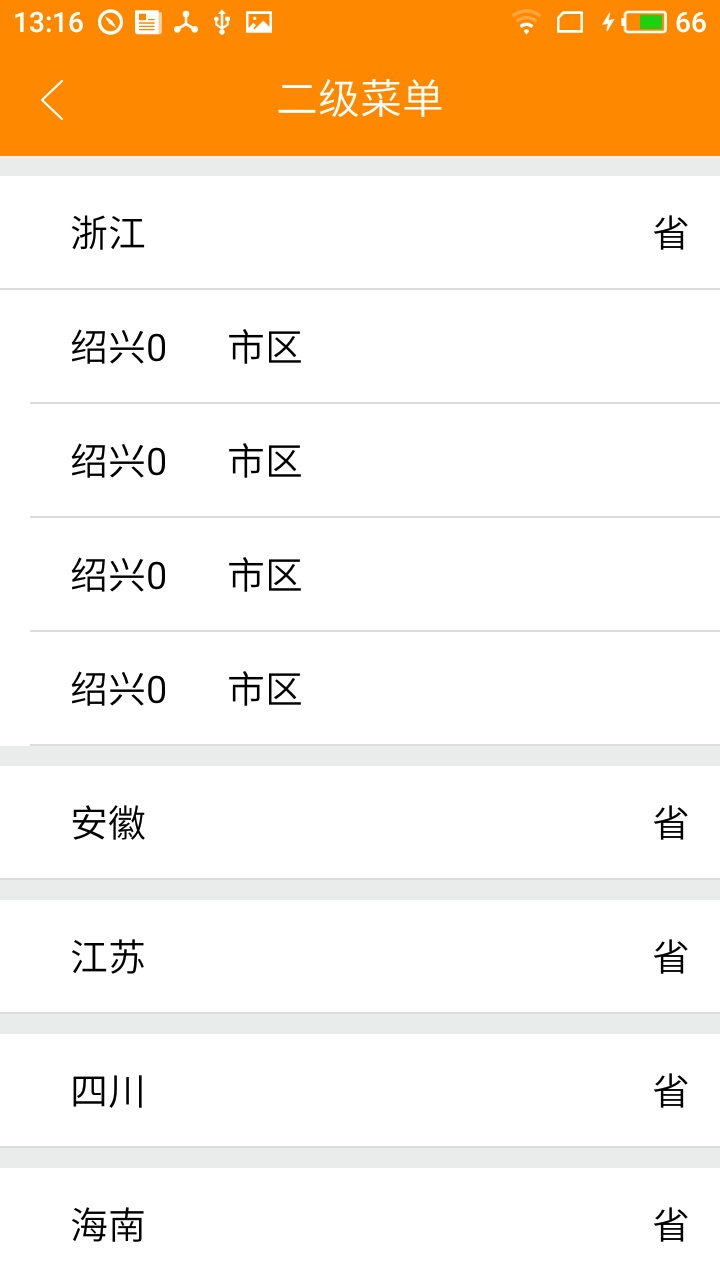 13:16 66
二级菜单
浙江 省
绍兴0 市区
绍兴0 市区
绍兴0 市区
绍兴0 市区
安徽 省
江苏 省
四川 省
海南 省